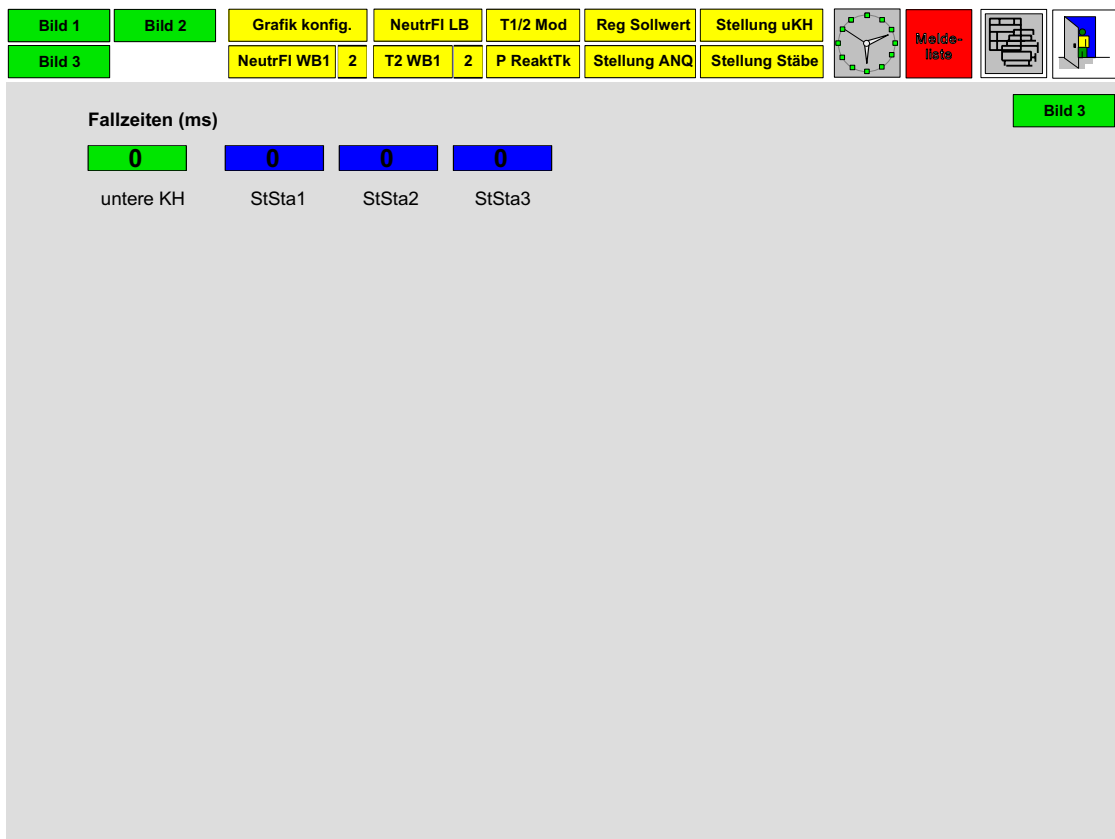 Bild 1 Bild 2 Grafik konfig. NeutrFl LB T1/2 Mod Reg Sollwert Stellung uKH Melde-
liste
Bild 3 NeutrFl WB1 2 T2 WB1 2 P ReaktTk Stellung ANQ Stellung Stäbe
Bild 3
Fallzeiten (ms)
0 0 0 0
untere KH StSta1 StSta2 StSta3